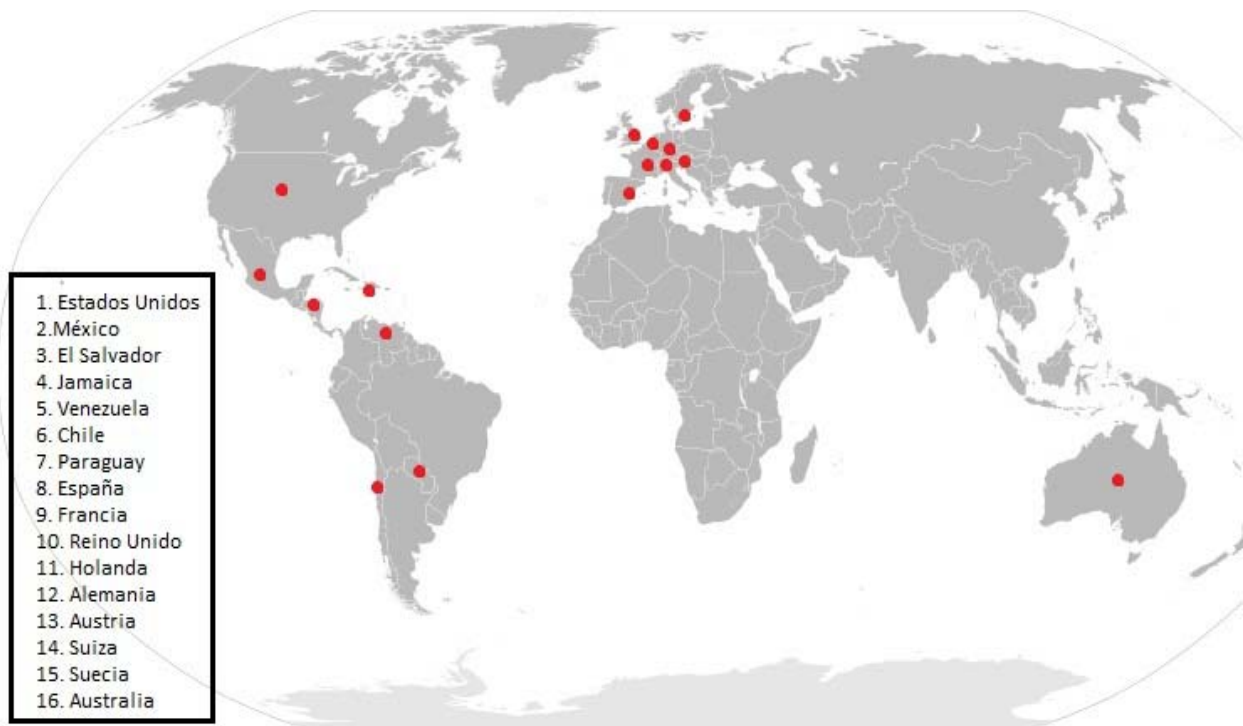 1. Estados Unidos
2.México
3. El Salvador
4. Jamaica
5. Venezuela
6. Chile
7. Paraguay
8. España
9. Francia
10. Reino Unido
11. Holanda
12. Alemania
13. Austria
14. Suiza
15. Suecia
16. Australia